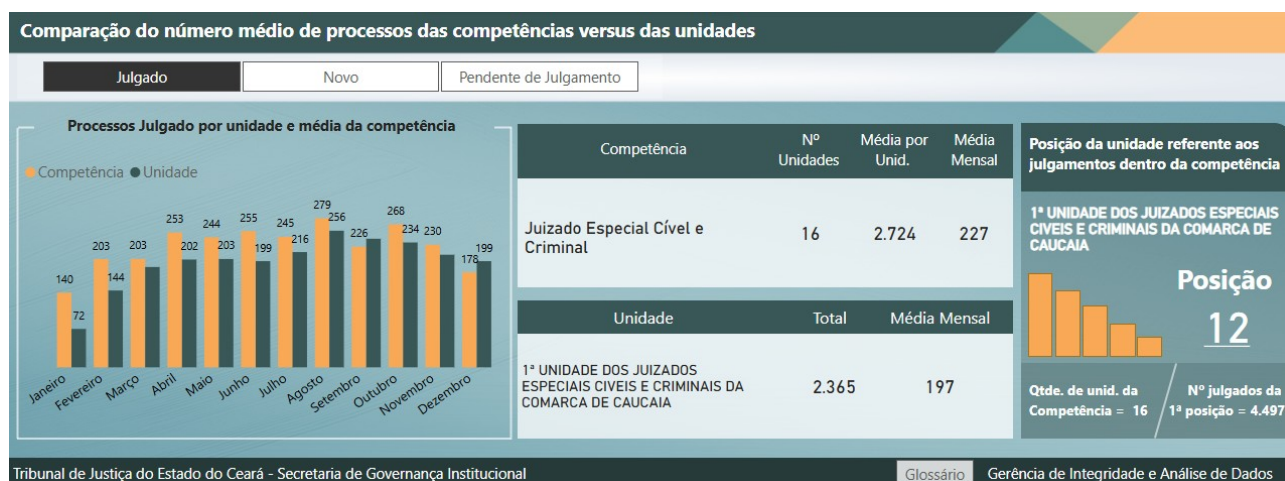 Comparação do número médio de processos das competências versus das unidades
Julgado
Novo
Pendente de Julgamento
Processos Julgado por unidade e média da competência
Competência Unidade
140
72
203
144
203
253
202
244
203
255
199
245
216
279
256
226
268
234
230
178
199
Janeiro
Fevereiro
Março
Abril
Maio
Junho
Julho
Agosto
Setembro
Outubro
Novembro
Dezembro
Competência
Nº
Unidades
Média por
Unid.
Média
Mensal
Juizado Especial Cível e
Criminal
16
2.724
227
Unidade
Total
Média Mensal
1ª UNIDADE DOS JUIZADOS
ESPECIAIS CIVEIS E CRIMINAIS DA
COMARCA DE CAUCAIA
2.365
197
Posição da unidade referente aos
julgamentos dentro da competência
1ª UNIDADE DOS JUIZADOS ESPECIAIS
CIVEIS E CRIMINAIS DA COMARCA DE
CAUCAIA
Posição
12
Qtde. de unid. da
Competência = 16
Nº julgados da
1ª posição = 4.497
Tribunal de Justiça do Estado do Ceará - Secretaria de Governança Institucional
Glossário
Gerência de Integridade e Análise de Dados